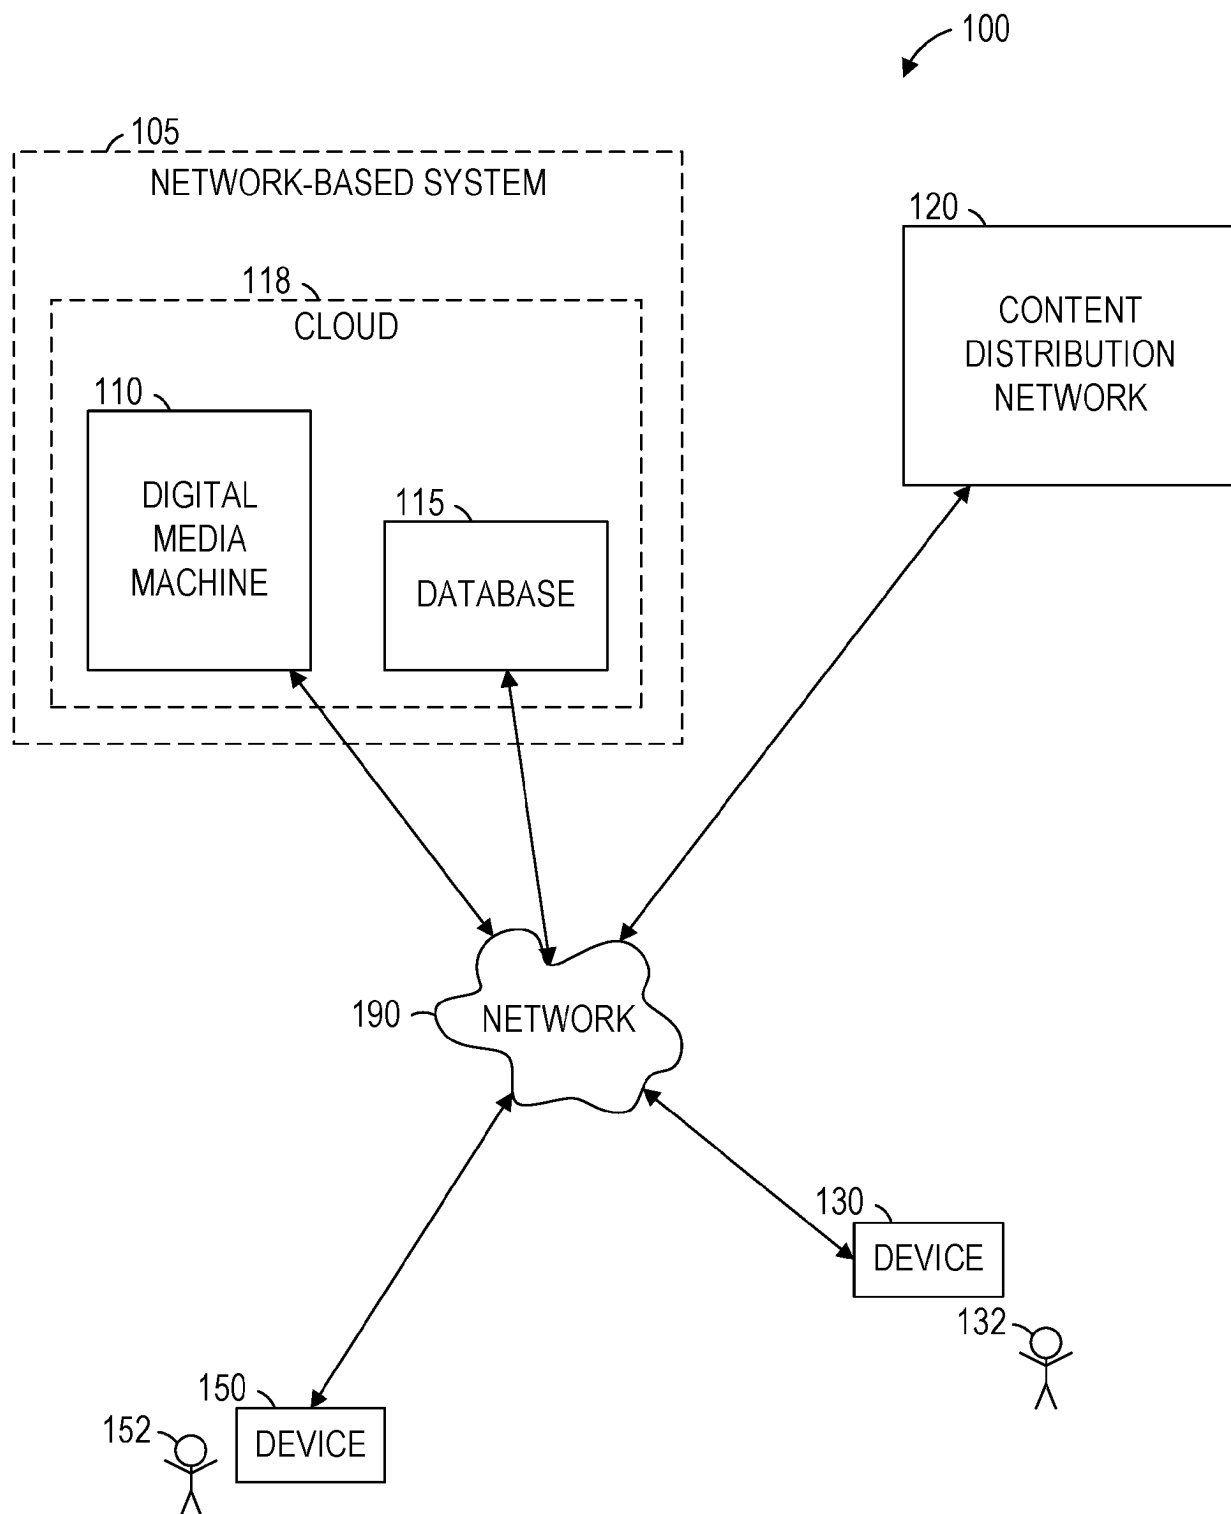 100
105
NETWORK-BASED SYSTEM
120
118
CLOUD
CONTENT
DISTRIBUTION
NETWORK
110
DIGITAL
MEDIA
MACHINE
115
DATABASE
190
NETWORK
130
DEVICE
132
150
DEVICE
152